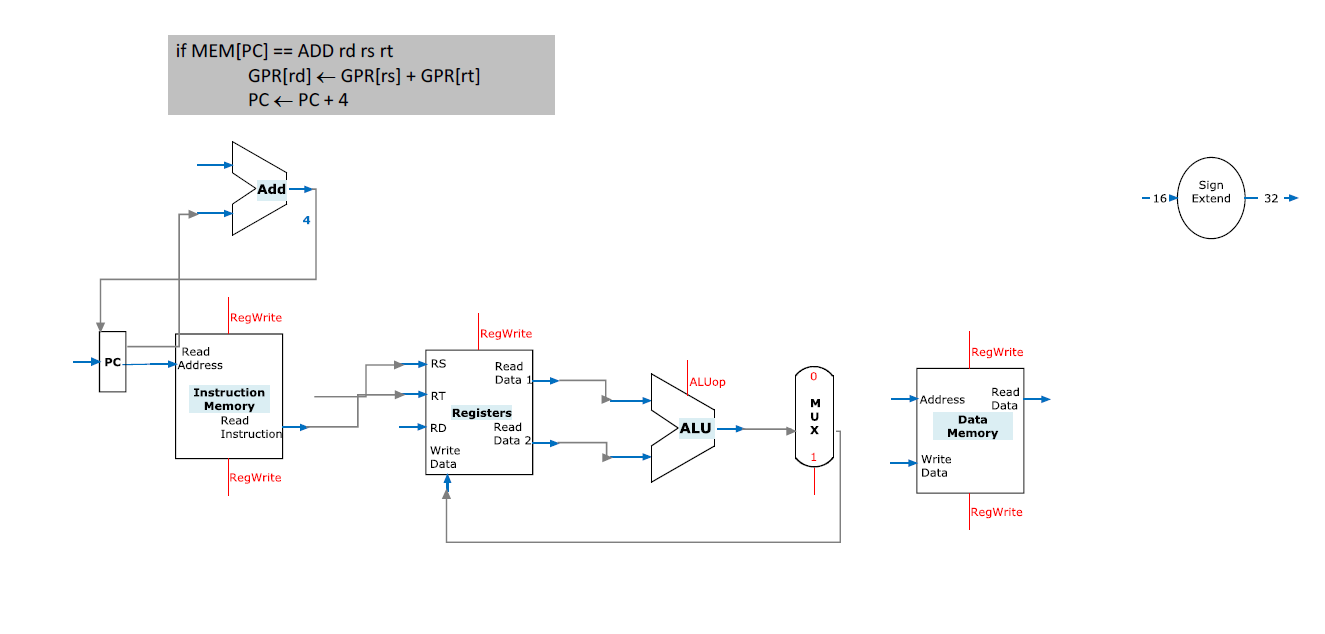 if MEM[PC] == ADD rd rs rt
GPR[rd] ← GPR[rs] + GPR[rt]
PC ← PC + 4
Add
4
Sign
Extend
16
32
RegWrite
PC
Read
Address
Instruction
Memory
Read
Instruction
RegWrite
RegWrite
RS
RT
RD
Read
Data 1
Registers
Read
Data 2
Write
Data
ALUop
ALU
0
M
U
X
1
RegWrite
Address
Read
Data
Data
Memory
Write
Data
RegWrite